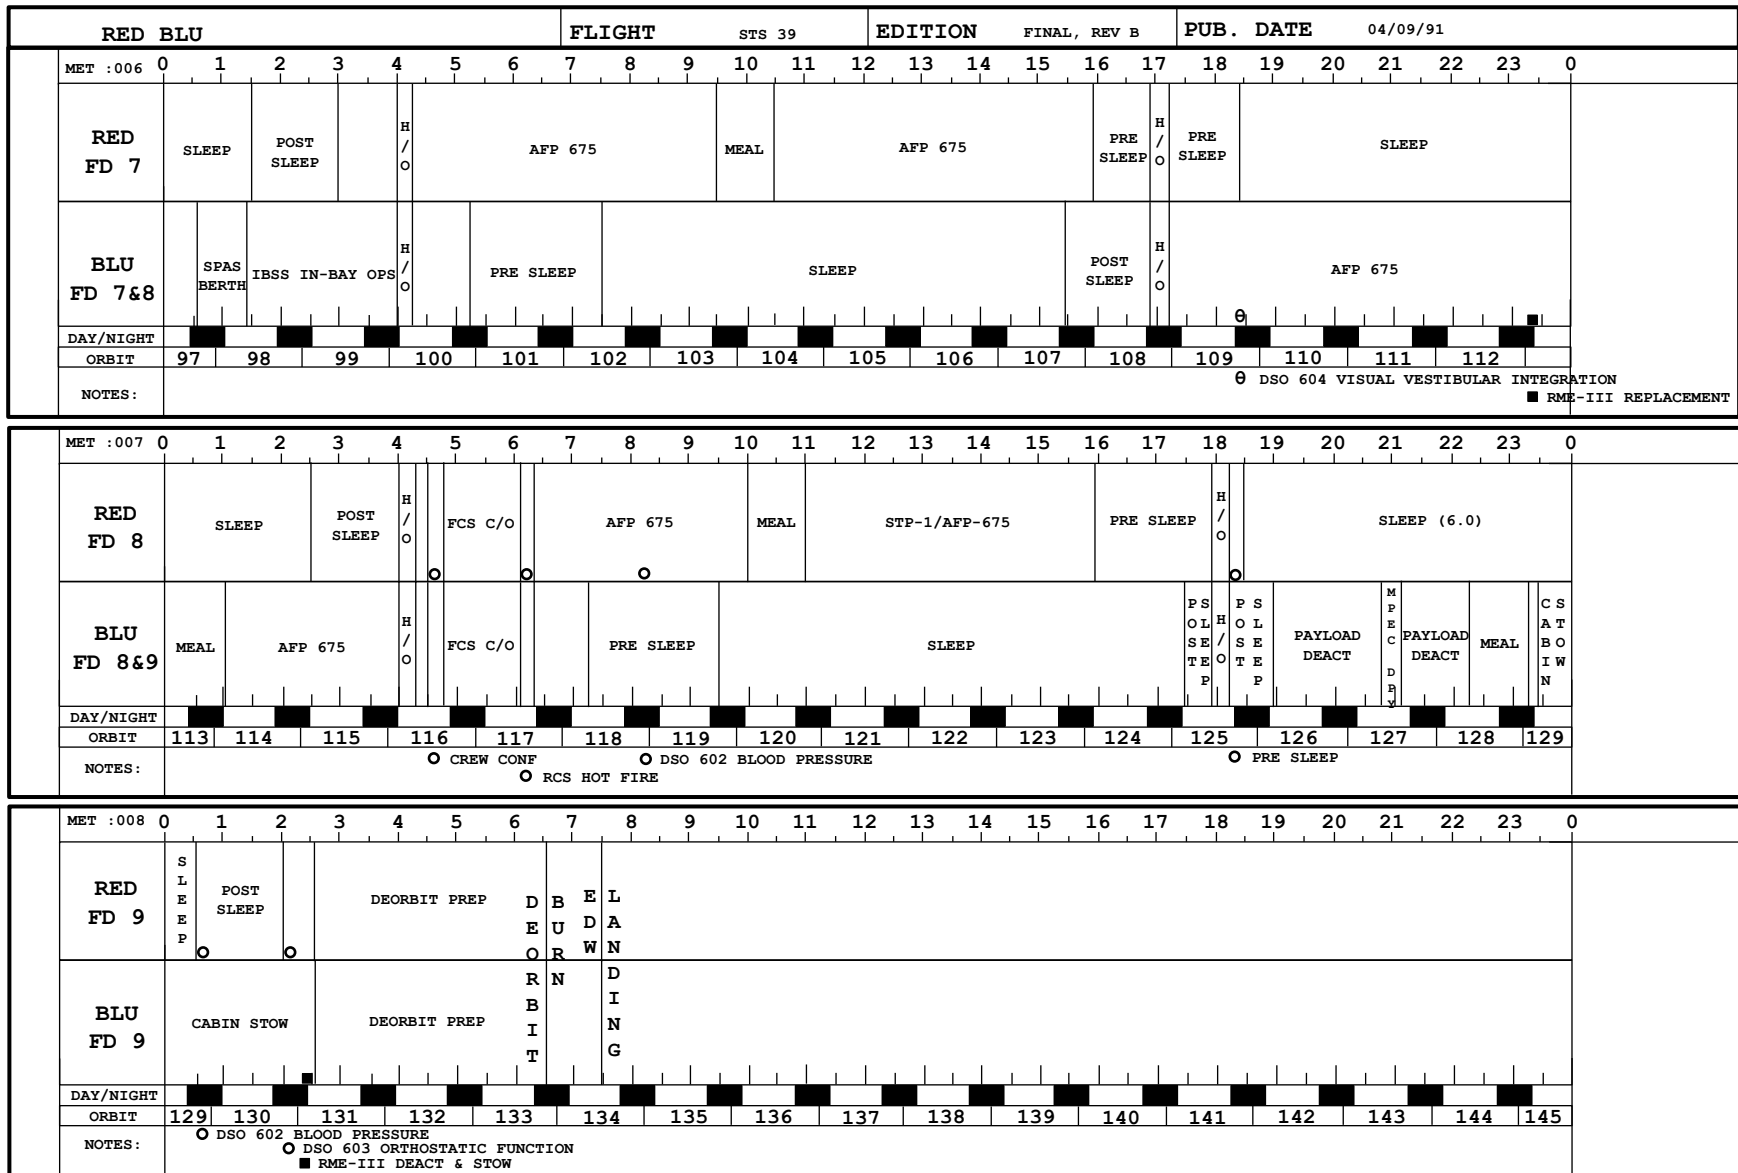 RED BLU FLIGHT STS 39 EDITION FINAL, REV B PUB. DATE 04/09/91
MET :006 0 1 2 3 4 5 6 7 8 9 10 11 12 13 14 15 16 17 18 19 20 21 22 23 0
RED FD 7
SLEEP
POST SLEEP
H/O
AFP 675
MEAL
AFP 675
PRE SLEEP
H/O
PRE SLEEP
SLEEP
BLU FD 7&8
SPAS BERTH
IBSS IN-BAY OPS
H/O
PRE SLEEP
SLEEP
POST SLEEP
H/O
AFP 675
θ
DAY/NIGHT
ORBIT 97 98 99 100 101 102 103 104 105 106 107 108 109 110 111 112
NOTES:
θ DSO 604 VISUAL VESTIBULAR INTEGRATION
■ RME-III REPLACEMENT
MET :007 0 1 2 3 4 5 6 7 8 9 10 11 12 13 14 15 16 17 18 19 20 21 22 23 0
RED FD 8
SLEEP
POST SLEEP
H/O
FCS C/O
AFP 675
MEAL
STP-1/AFP-675
PRE SLEEP
H/O
SLEEP (6.0)
BLU FD 8&9
MEAL
AFP 675
H/O
FCS C/O
PRE SLEEP
SLEEP
POST SLEEP
H/O
POST SLEEP
PAYLOAD DEACT
MPEC DPY
PAYLOAD DEACT
MEAL
CABIN STOW
DAY/NIGHT
ORBIT 113 114 115 116 117 118 119 120 121 122 123 124 125 126 127 128 129
NOTES:
CREW CONF
RCS HOT FIRE
DSO 602 BLOOD PRESSURE
PRE SLEEP
MET :008 0 1 2 3 4 5 6 7 8 9 10 11 12 13 14 15 16 17 18 19 20 21 22 23 0
RED FD 9
SLEEP
POST SLEEP
DEORBIT PREP
DEORBIT BURN
EDW LANDING
BLU FD 9
CABIN STOW
DEORBIT PREP
DAY/NIGHT
ORBIT 129 130 131 132 133 134 135 136 137 138 139 140 141 142 143 144 145
NOTES:
DSO 602 BLOOD PRESSURE
DSO 603 ORTHOSTATIC FUNCTION
■ RME-III DEACT & STOW